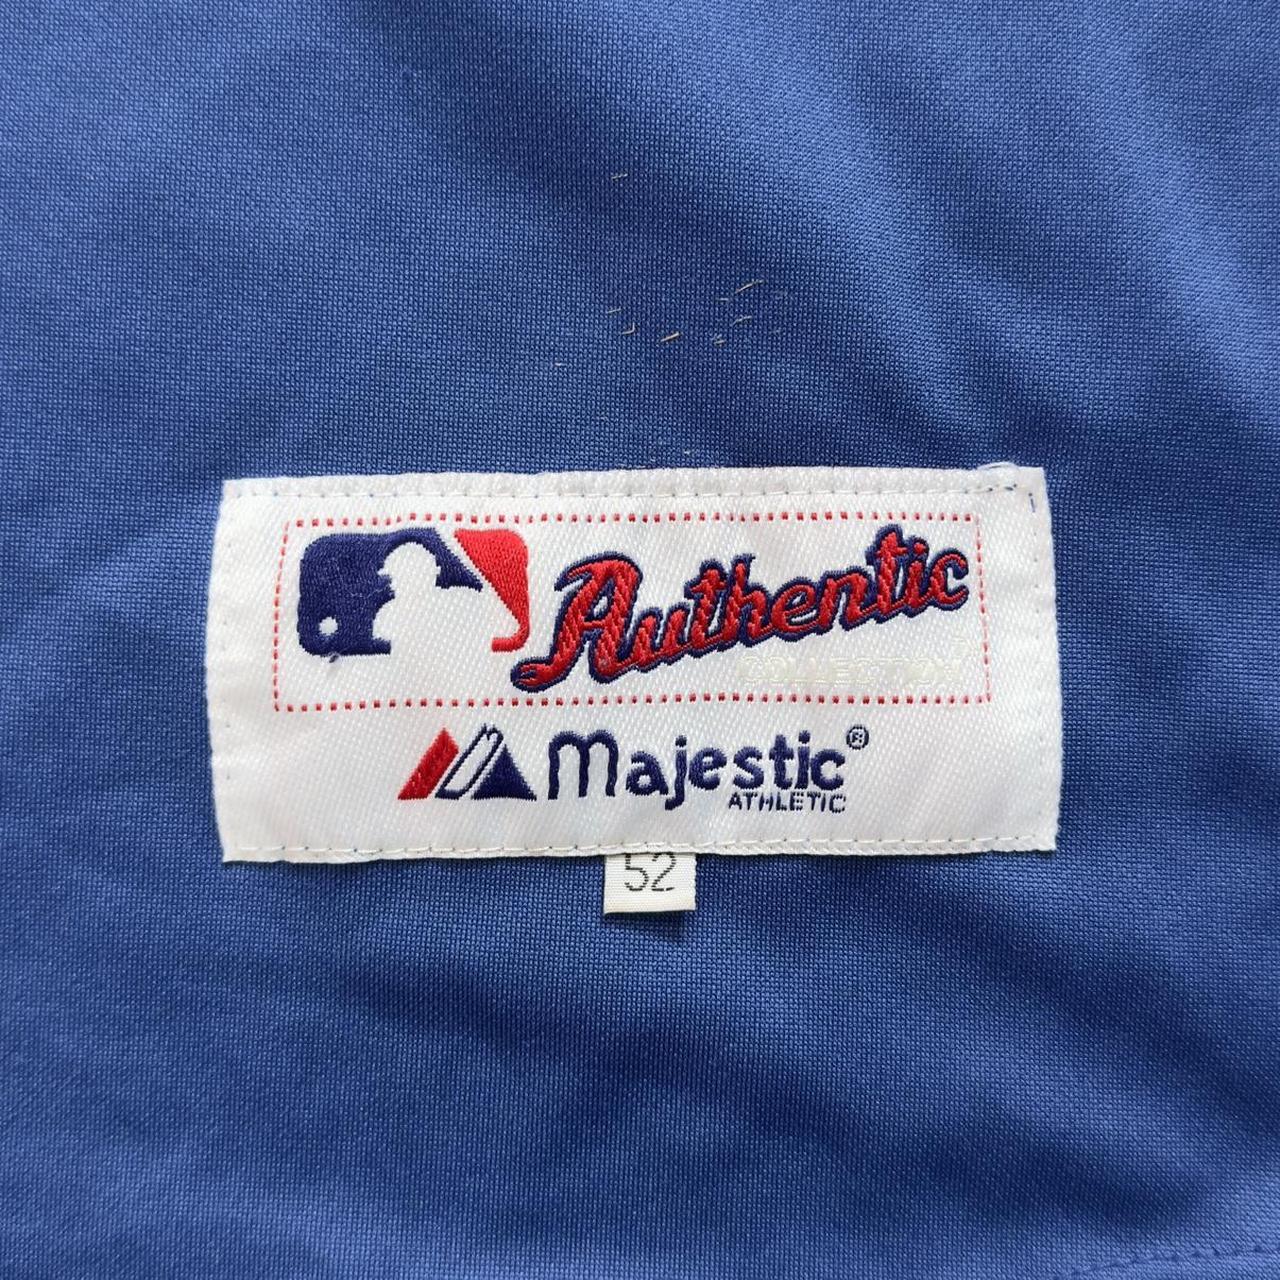 Authentic
COLLECTION
Majestic®
ATHLETIC
52